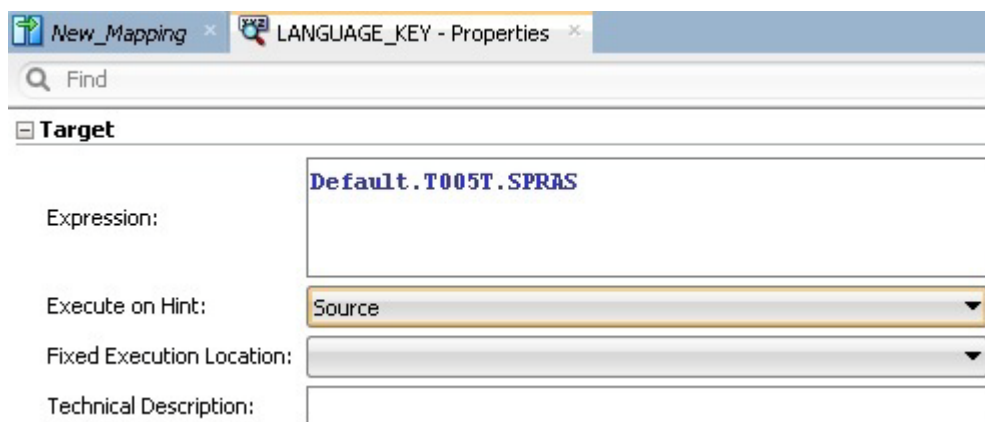 New_Mapping × LANGUAGE_KEY - Properties ×
Find
Target
Expression: Default.T005T.SPRAS
Execute on Hint: Source
Fixed Execution Location:
Technical Description: